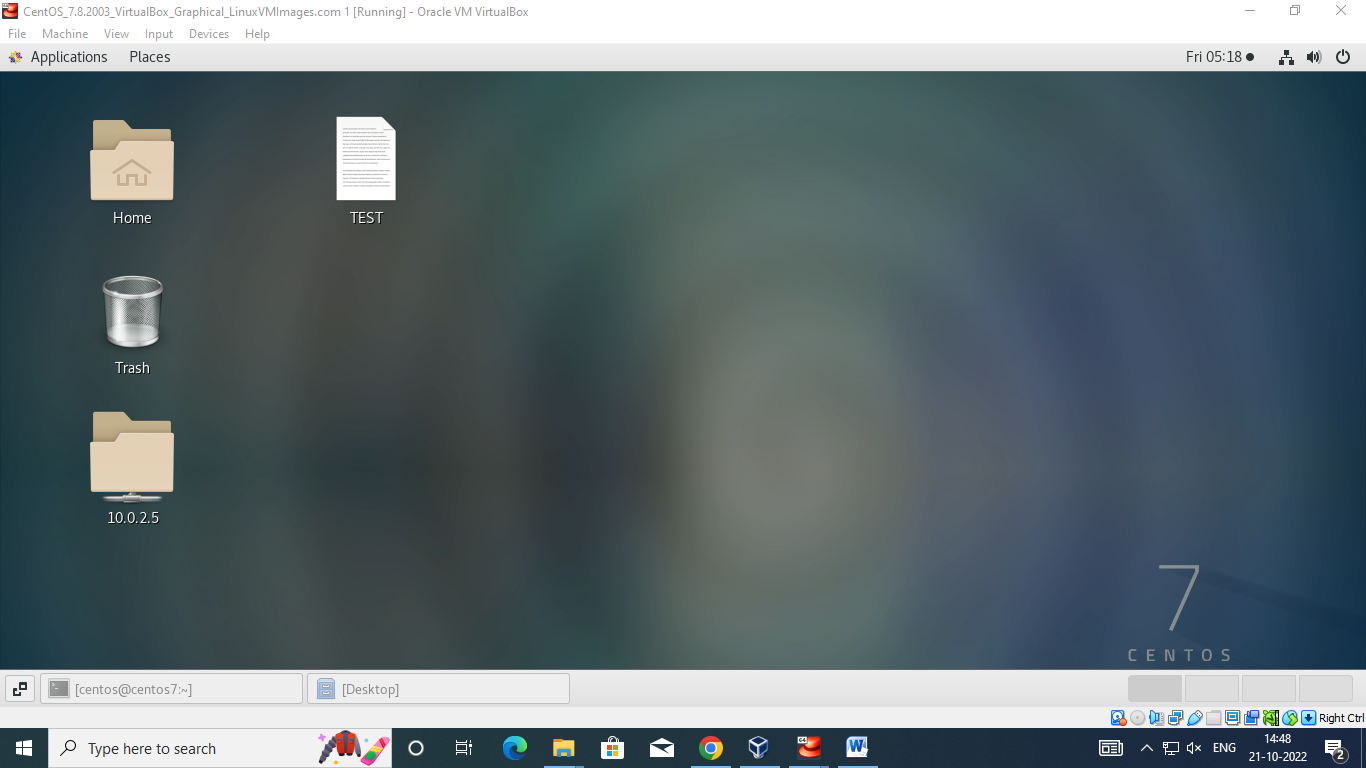 CentOS_7.8.2003_VirtualBox_Graphical_LinuxVMImages.com 1 [Running] - Oracle VM VirtualBox
File Machine View Input Devices Help
Applications Places Fri 05:18
Home TEST
Trash
10.0.2.5
7
CENTOS
[centos@centos7:~] [Desktop]
Right Ctrl
Type here to search
ENG
14:48
21-10-2022
2